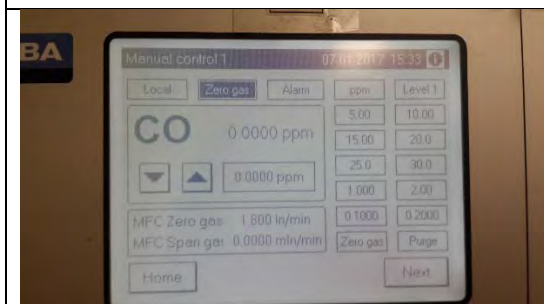 BA
Manual control 1 07-01-2017 15:33
Local Zero gas Alarm ppm Level 1
CO 0.0000 ppm
0.0000 ppm
5.00 10.00
15.00 20.0
25.0 30.0
1.000 2.00
0.1000 0.2000
Zero gas Purge
MFC Zero gas 1.800 ln/min
MFC Span gas 0.0000 mln/min
Home Next